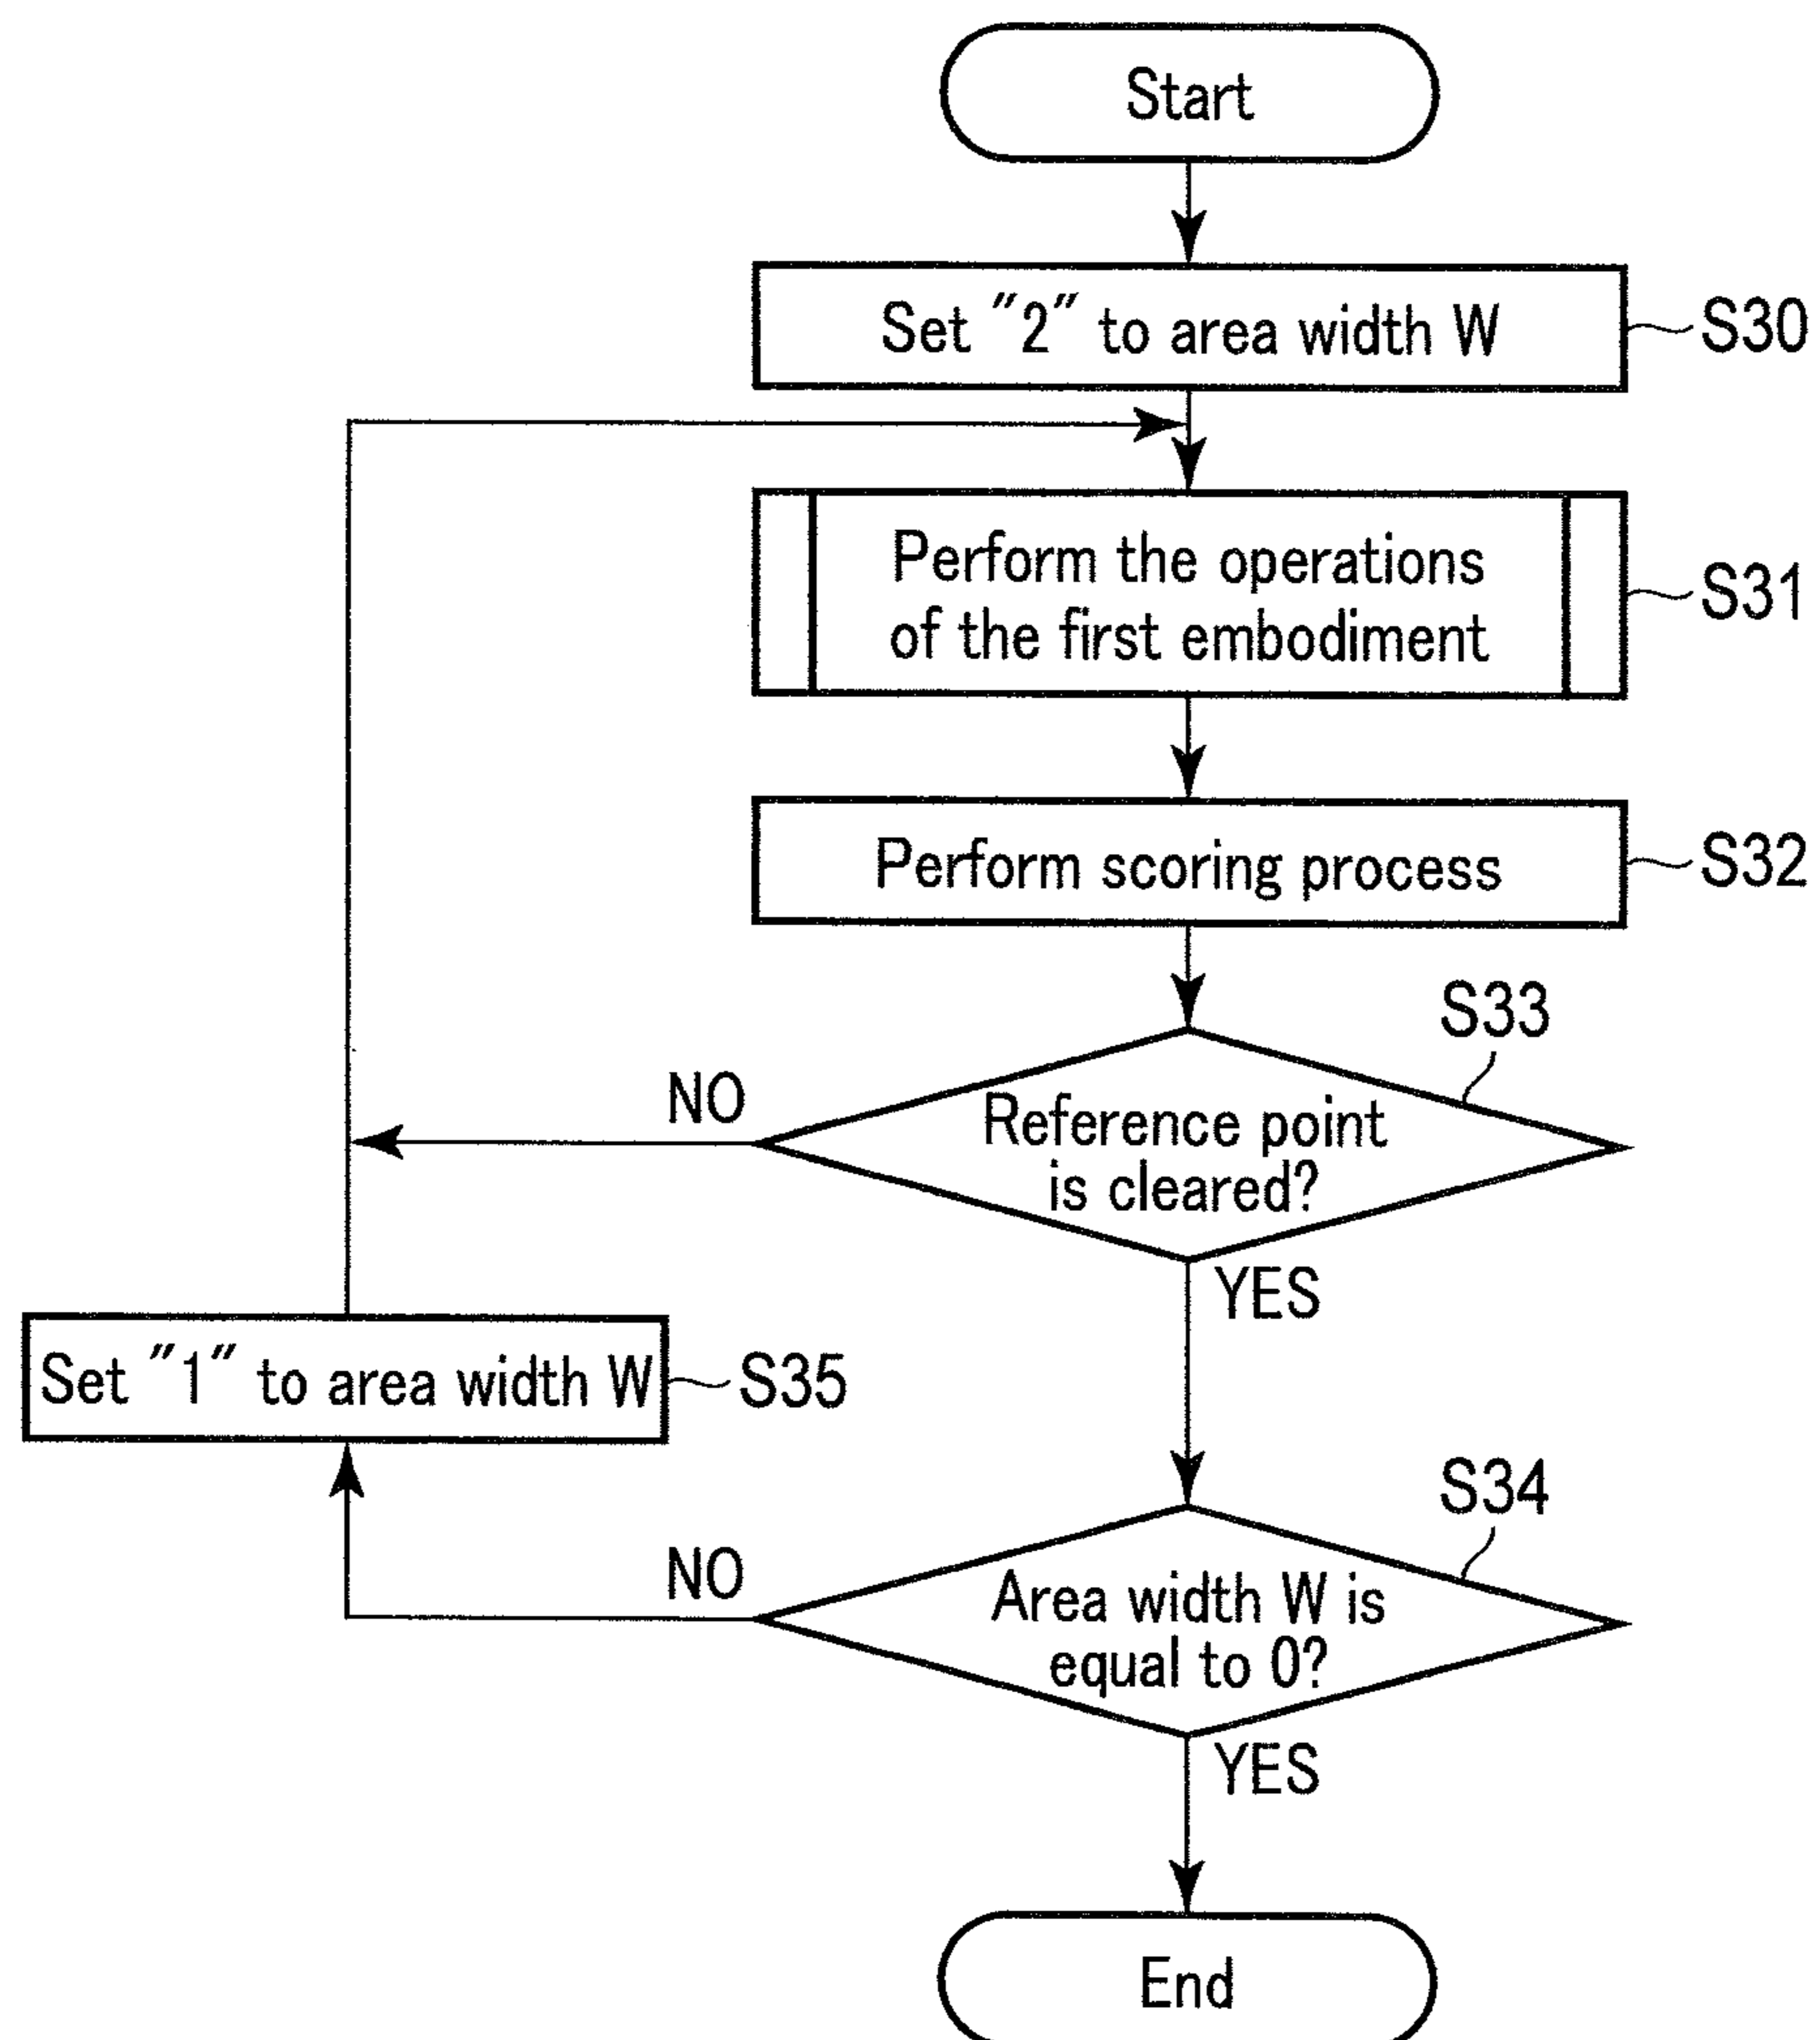 Start
Set "2" to area width W
S30
Perform the operations
of the first embodiment
S31
Perform scoring process
S32
S33
NO
Reference point
is cleared?
YES
Set "1" to area width W
S35
S34
NO
Area width W is
equal to 0?
YES
End